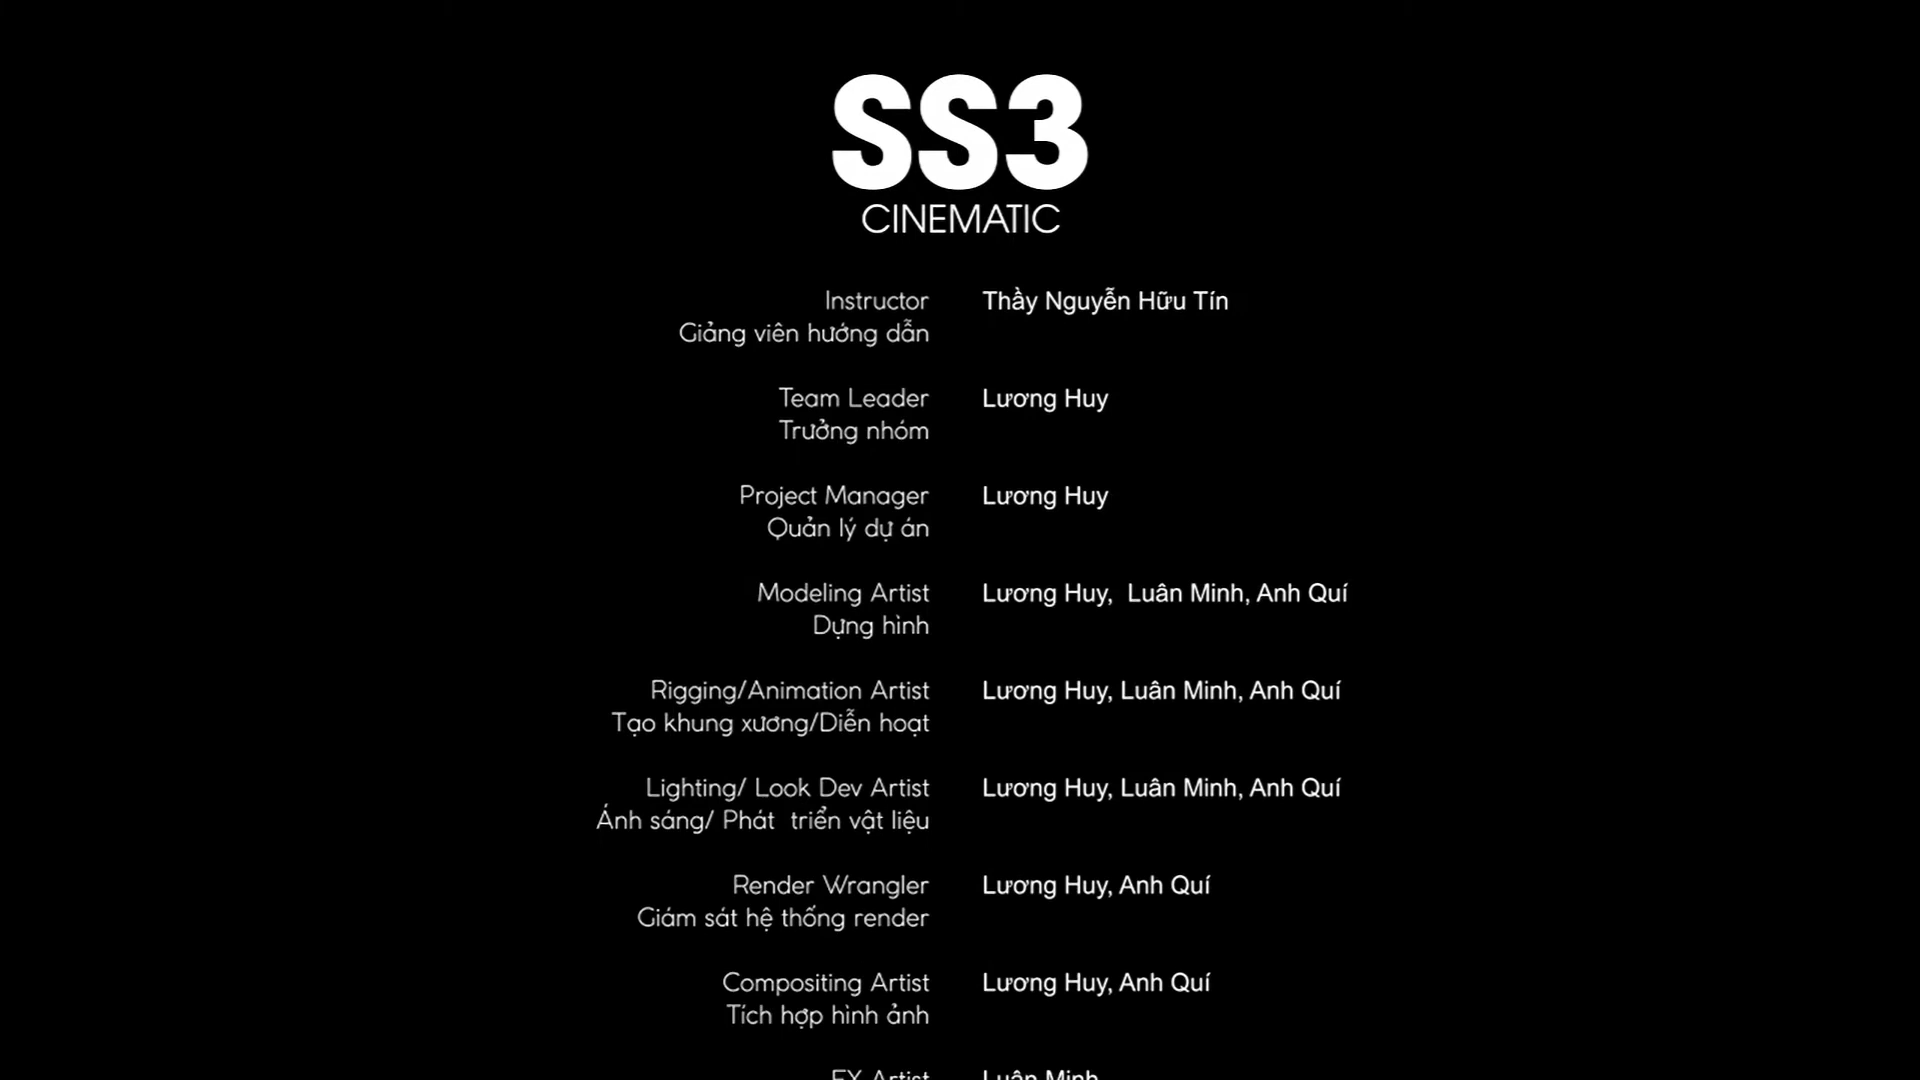 SS3
CINEMATIC
Instructor Thầy Nguyễn Hữu Tín
Giảng viên hướng dẫn
Team Leader Lương Huy
Trưởng nhóm
Project Manager Lương Huy
Quản lý dự án
Modeling Artist Lương Huy, Luân Minh, Anh Quí
Dựng hình
Rigging/Animation Artist Lương Huy, Luân Minh, Anh Quí
Tạo khung xương/Diễn hoạt
Lighting/ Look Dev Artist Lương Huy, Luân Minh, Anh Quí
Ánh sáng/ Phát triển vật liệu
Render Wrangler Lương Huy, Anh Quí
Giám sát hệ thống render
Compositing Artist Lương Huy, Anh Quí
Tích hợp hình ảnh
FX Artist Luân Minh